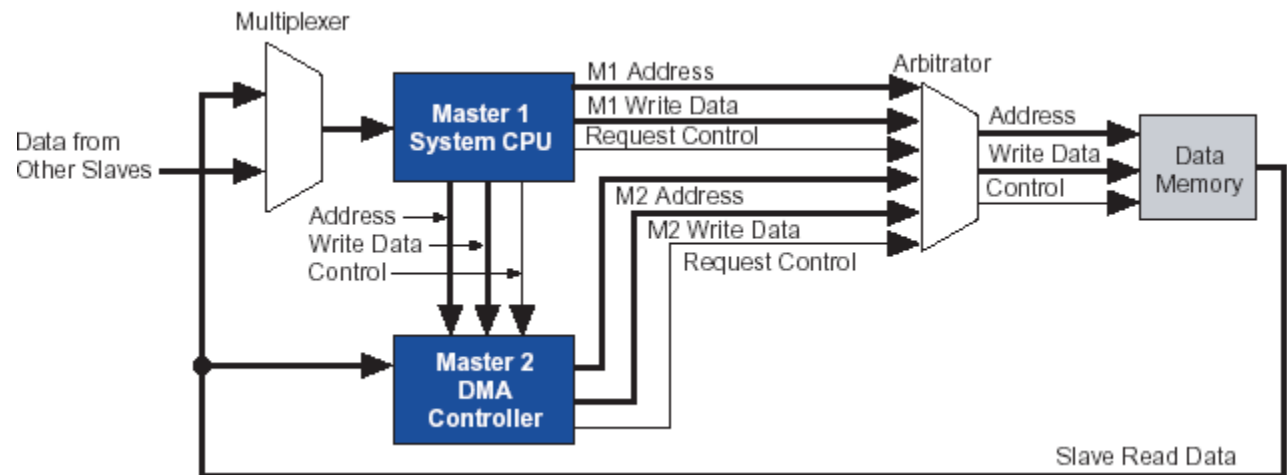 Multiplexer
Data from
Other Slaves
Master 1
System CPU
M1 Address
M1 Write Data
Request Control
Arbitrator
Address
Write Data
Control
Data
Memory
Address
Write Data
Control
M2 Address
M2 Write Data
Request Control
Master 2
DMA
Controller
Slave Read Data